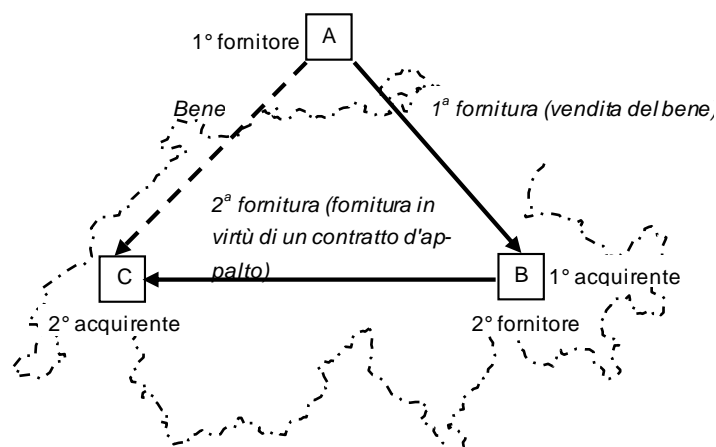 1° fornitore A
Bene
1ª fornitura (vendita del bene)
2ª fornitura (fornitura in
virtù di un contratto d'ap-
palto)
C
B 1° acquirente
2° acquirente
2° fornitore